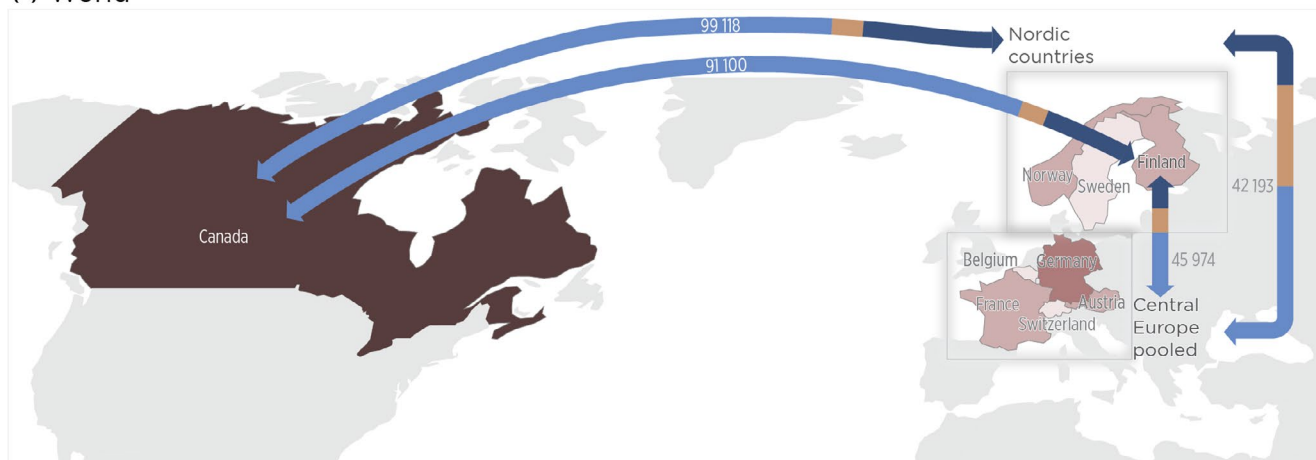 99 118
Nordic
countries
91 100
Finland
Norway
Sweden
42 193
Canada
Belgium
Germany
45 974
France
Austria
Central
Switzerland
Europe
pooled